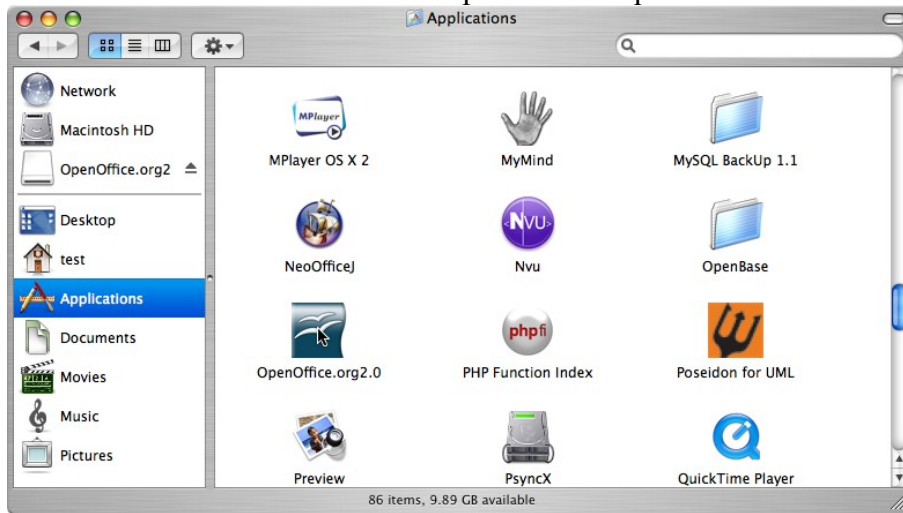 Applications
Network
Macintosh HD
OpenOffice.org2
Desktop
test
Applications
Documents
Movies
Music
Pictures
MPlayer
MPlayer OS X 2
MyMind
MySQL BackUp 1.1
NeoOfficeJ
<NVU>
Nvu
OpenBase
OpenOffice.org2.0
php fi
PHP Function Index
Poseidon for UML
Preview
PsyncX
QuickTime Player
86 items, 9.89 GB available